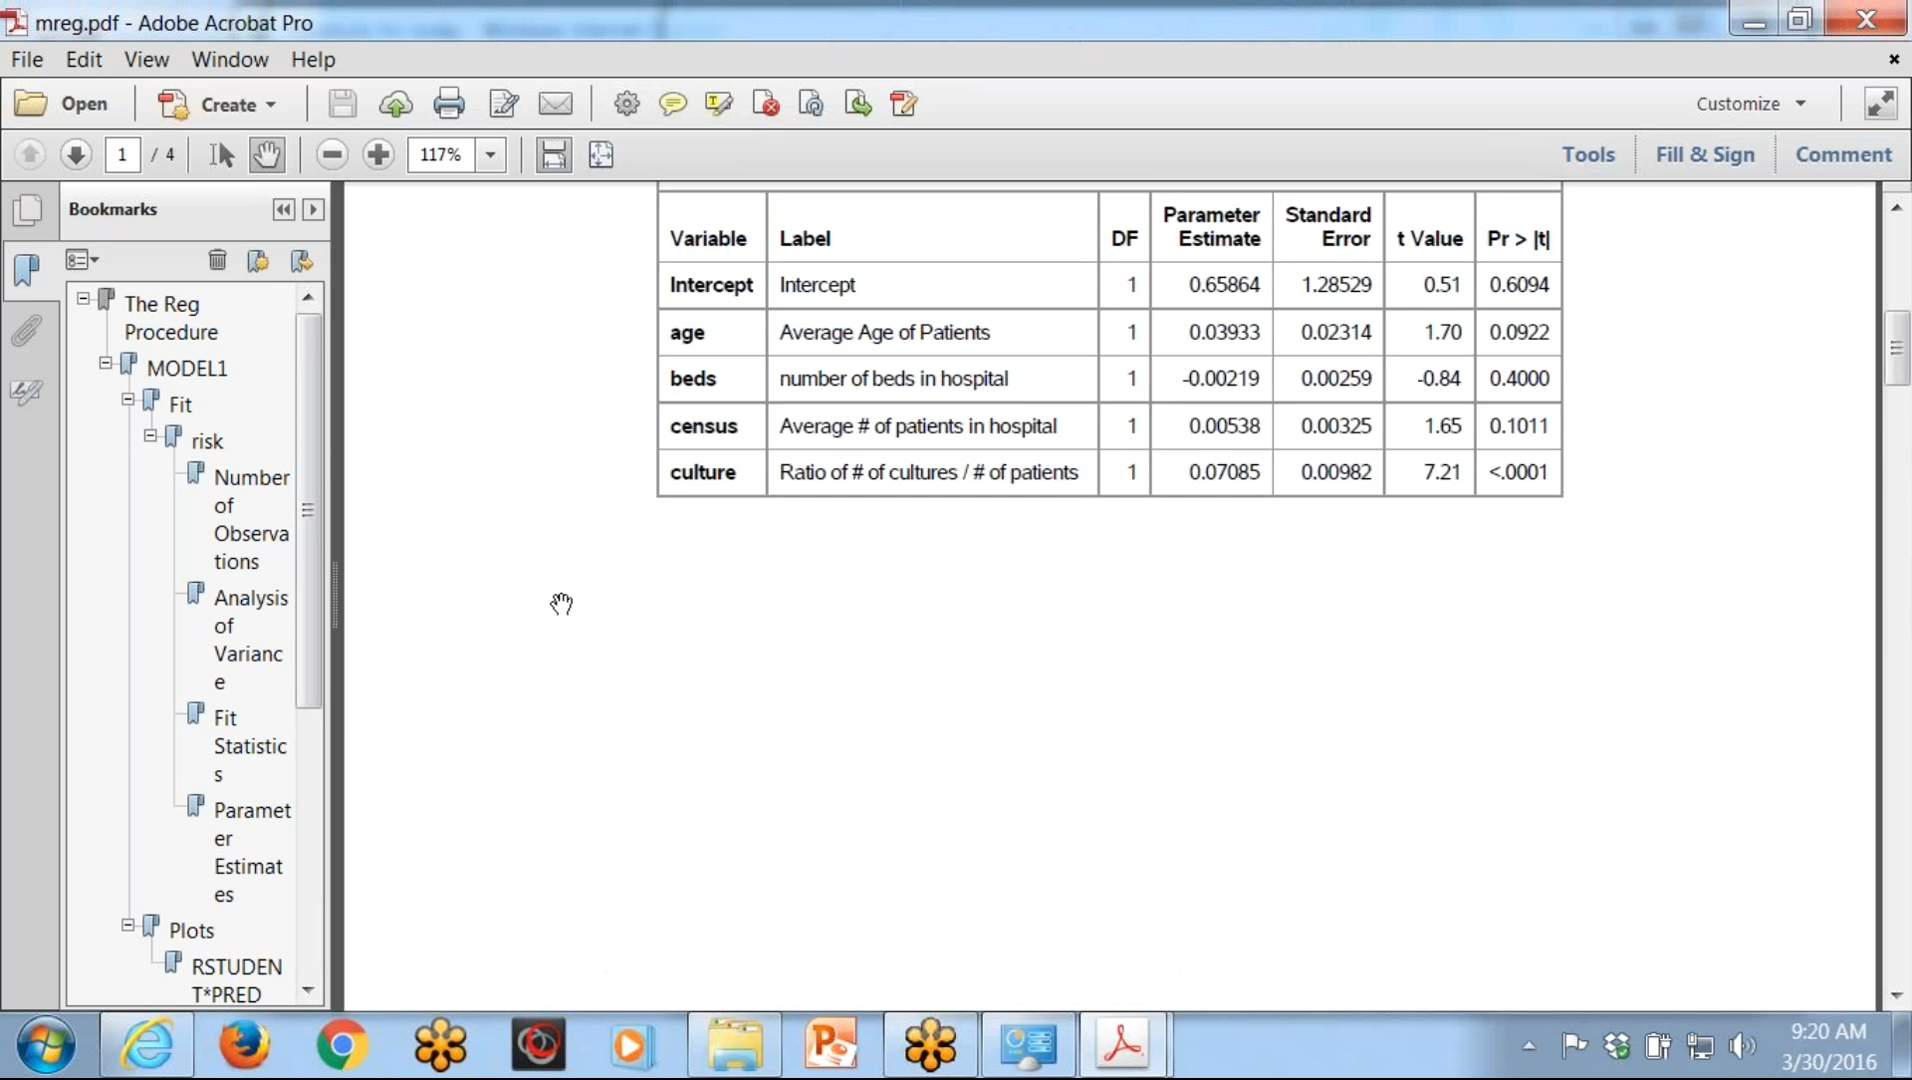 mreg.pdf - Adobe Acrobat Pro
File Edit View Window Help
Open Create Customize
1 / 4 117% Tools Fill & Sign Comment
Bookmarks
The Reg
Procedure
MODEL1
Fit
risk
Number
of
Observa
tions
Analysis
of
Varianc
e
Fit
Statistic
s
Paramet
er
Estimat
es
Plots
RSTUDEN
T*PRED
Variable Label DF Parameter Estimate Standard Error t Value Pr > |t|
Intercept Intercept 1 0.65864 1.28529 0.51 0.6094
age Average Age of Patients 1 0.03933 0.02314 1.70 0.0922
beds number of beds in hospital 1 -0.00219 0.00259 -0.84 0.4000
census Average # of patients in hospital 1 0.00538 0.00325 1.65 0.1011
culture Ratio of # of cultures / # of patients 1 0.07085 0.00982 7.21 <.0001
9:20 AM
3/30/2016